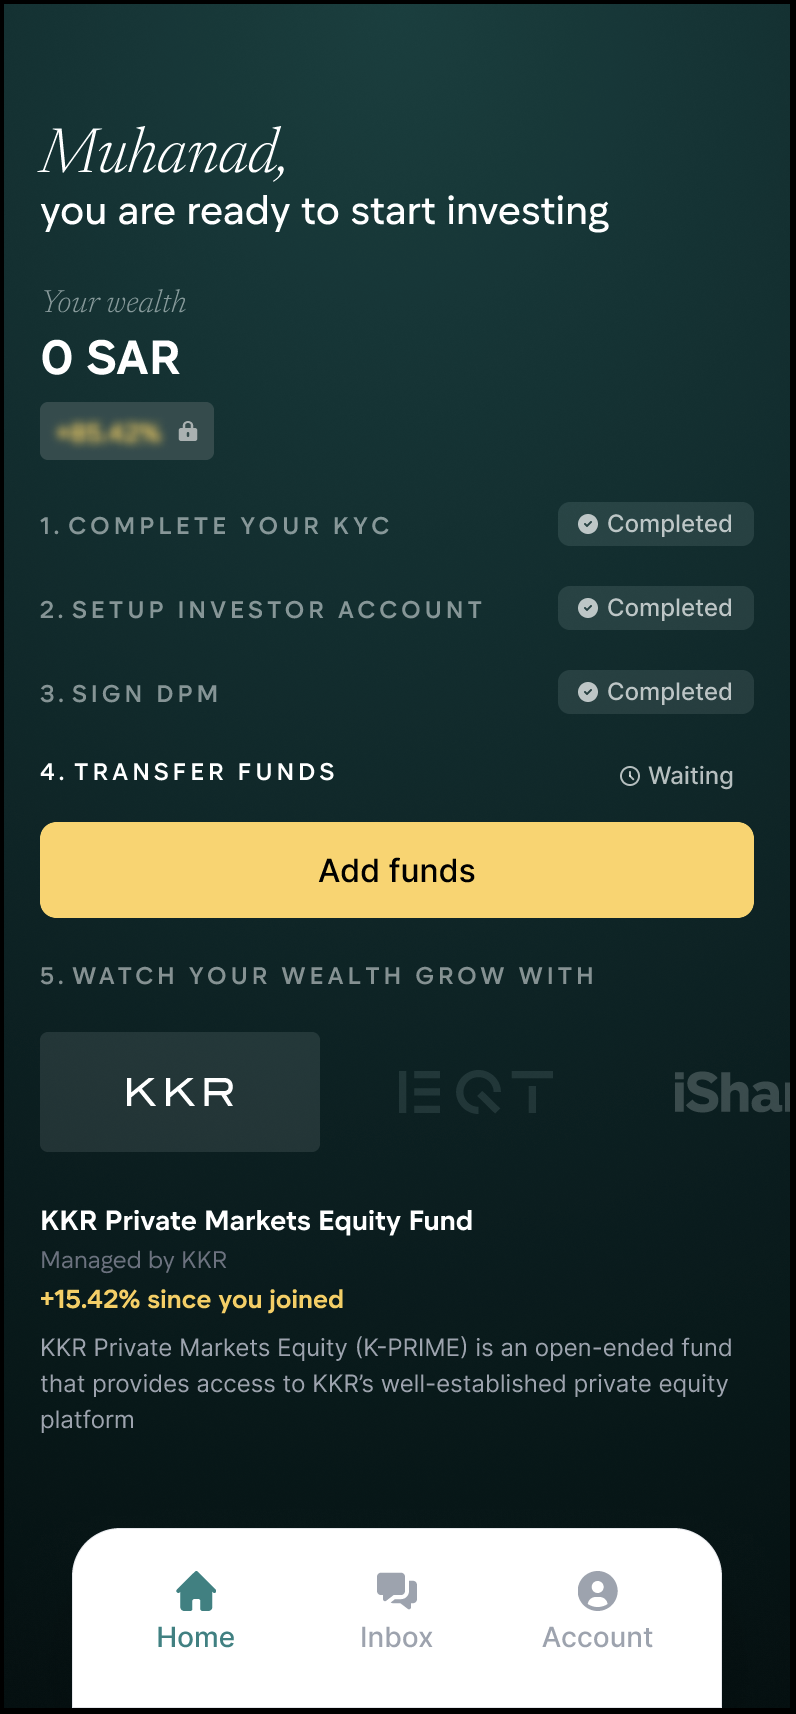 Muhanad,
you are ready to start investing
Your wealth
0 SAR
1. COMPLETE YOUR KYC
Completed
2. SETUP INVESTOR ACCOUNT
Completed
3. SIGN DPM
Completed
4. TRANSFER FUNDS
Waiting
Add funds
5. WATCH YOUR WEALTH GROW WITH
KKR
EQT
KKR Private Markets Equity Fund
Managed by KKR
+15.42% since you joined
KKR Private Markets Equity (K-PRIME) is an open-ended fund
that provides access to KKR’s well-established private equity
platform
Home
Inbox
Account